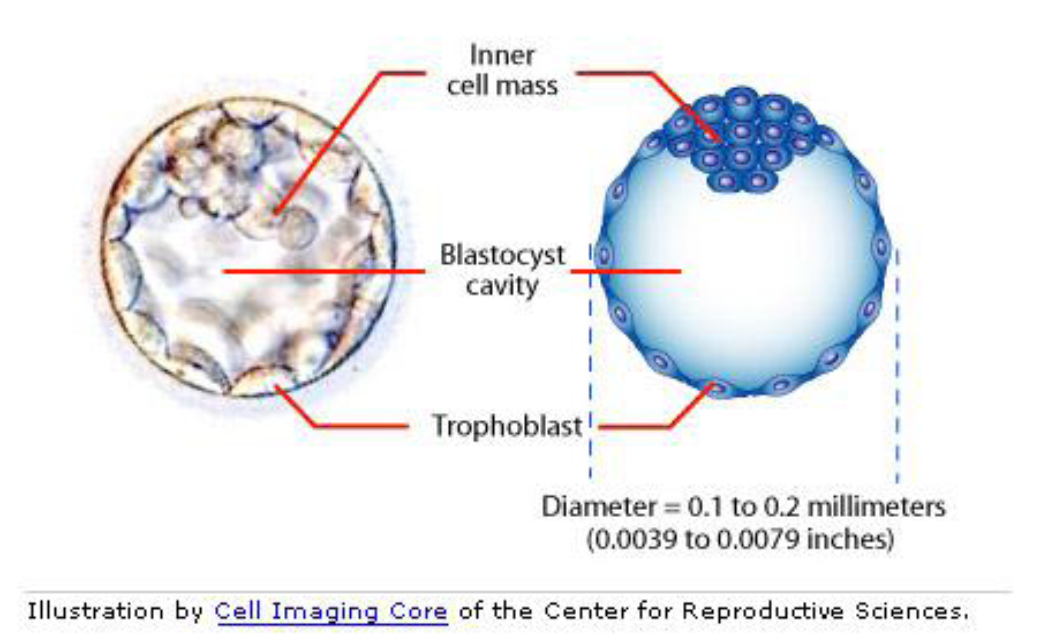 Inner
cell mass
Blastocyst
cavity
Trophoblast
Diameter = 0.1 to 0.2 millimeters
(0.0039 to 0.0079 inches)
Illustration by Cell Imaging Core of the Center for Reproductive Sciences.